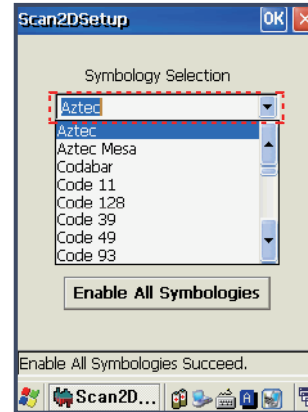 Scan2DSetup OK
Symbology Selection
Aztec
Aztec
Aztec Mesa
Codabar
Code 11
Code 128
Code 39
Code 49
Code 93
Enable All Symbologies
Enable All Symbologies Succeed.
Scan2D... A